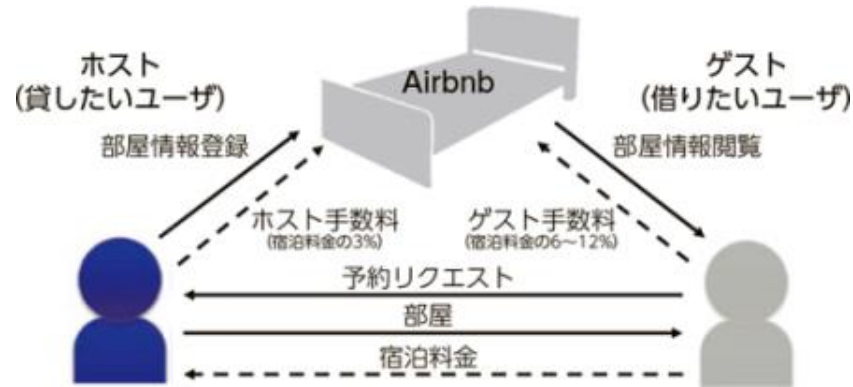 ホスト
(貸したいユーザ)
Airbnb
ゲスト
(借りたいユーザ)
部屋情報登録
部屋情報閲覧
ホスト手数料
(宿泊料金の3%)
ゲスト手数料
(宿泊料金の6～12%)
予約リクエスト
部屋
宿泊料金